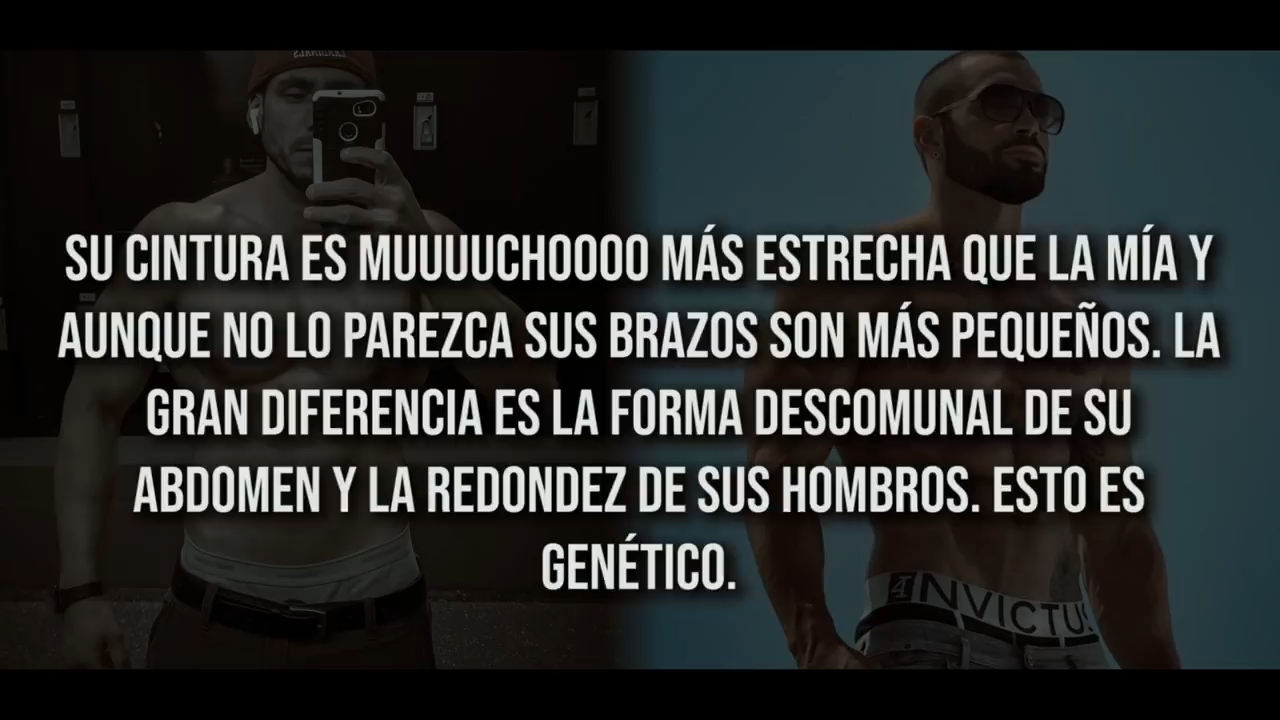 SU CINTURA ES MUUUUCHOOOO MÁS ESTRECHA QUE LA MÍA Y
AUNQUE NO LO PAREZCA SUS BRAZOS SON MÁS PEQUEÑOS. LA
GRAN DIFERENCIA ES LA FORMA DESCOMUNAL DE SU
ABDOMEN Y LA REDONDEZ DE SUS HOMBROS. ESTO ES
GENÉTICO.
INVICTUS